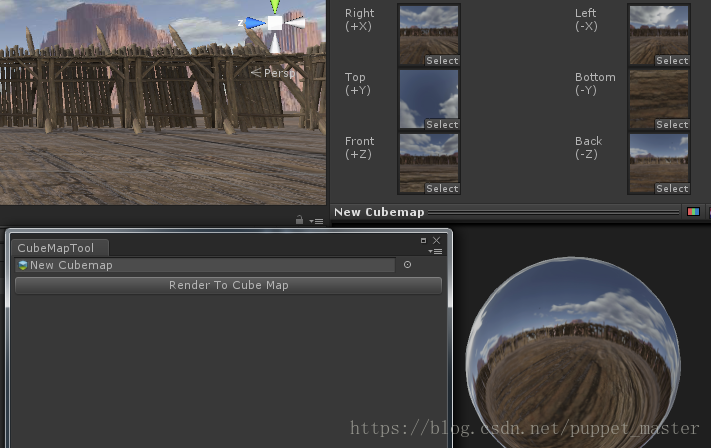 Right
(+X)
Select
Left
(-X)
Select
z
Persp
Top
(+Y)
Select
Bottom
(-Y)
Select
Front
(+Z)
Select
Back
(-Z)
Select
New Cubemap
CubeMapTool
New Cubemap
Render To Cube Map
https://blog.csdn.net/puppet_master